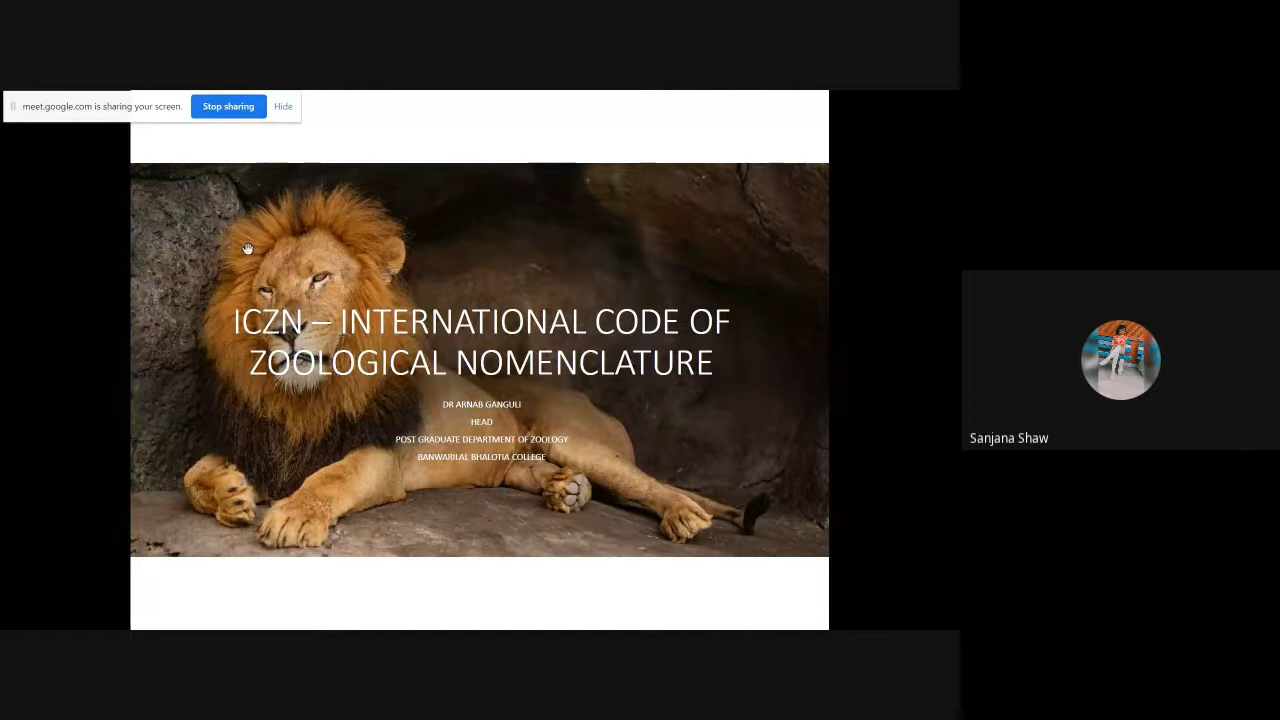 meet.google.com is sharing your screen. Stop sharing Hide
ICZN – INTERNATIONAL CODE OF
ZOOLOGICAL NOMENCLATURE
DR ARNAB GANGULI
HEAD
POST GRADUATE DEPARTMENT OF ZOOLOGY
BANWARILAL BHALOTIA COLLEGE
Sanjana Shaw